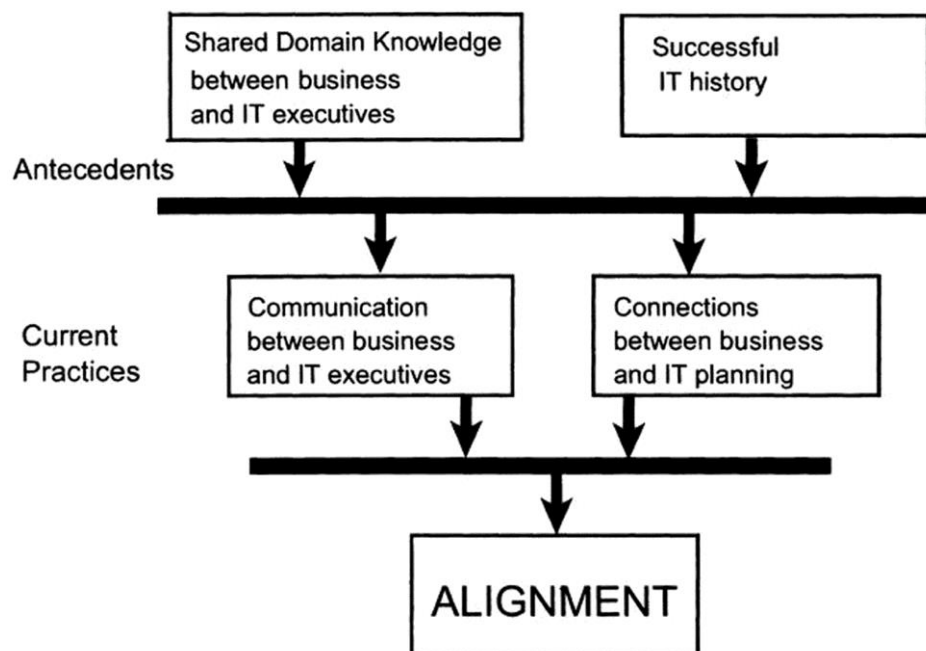 Shared Domain Knowledge
between business
and IT executives
Successful
IT history
Antecedents
Communication
between business
and IT executives
Connections
between business
and IT planning
Current
Practices
ALIGNMENT